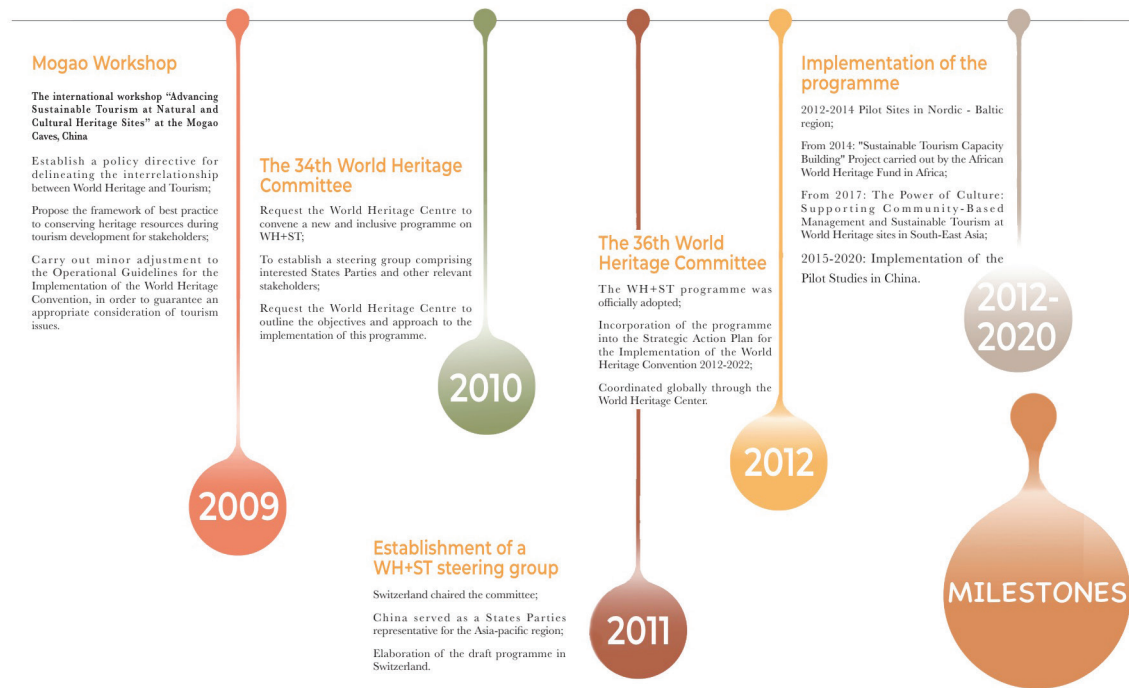 Mogao Workshop
The international workshop “Advancing
Sustainable Tourism at Natural and
Cultural Heritage Sites” at the Mogao
Caves, China
Establish a policy directive for
delineating the interrelationship
between World Heritage and Tourism;
Propose the framework of best practice
to conserving heritage resources during
tourism development for stakeholders;
Carry out minor adjustment to
the Operational Guidelines for the
Implementation of the World Heritage
Convention, in order to guarantee an
appropriate consideration of tourism
issues.
2009
The 34th World Heritage
Committee
Request the World Heritage Centre to
convene a new and inclusive programme on
WH+ST;
To establish a steering group comprising
interested States Parties and other relevant
stakeholders;
Request the World Heritage Centre to
outline the objectives and approach to the
implementation of this programme.
2010
Establishment of a
WH+ST steering group
Switzerland chaired the committee;
China served as a States Parties
representative for the Asia-pacific region;
Elaboration of the draft programme in
Switzerland.
2011
The 36th World
Heritage Committee
The WH+ST programme was
officially adopted;
Incorporation of the programme
into the Strategic Action Plan for
the Implementation of the World
Heritage Convention 2012-2022;
Coordinated globally through the
World Heritage Center.
2012
Implementation of the
programme
2012-2014 Pilot Sites in Nordic - Baltic
region;
From 2014: "Sustainable Tourism Capacity
Building" Project carried out by the African
World Heritage Fund in Africa;
From 2017: The Power of Culture:
Supporting Community-Based
Management and Sustainable Tourism at
World Heritage sites in South-East Asia;
2015-2020: Implementation of the
Pilot Studies in China.
2012-
2020
MILESTONES